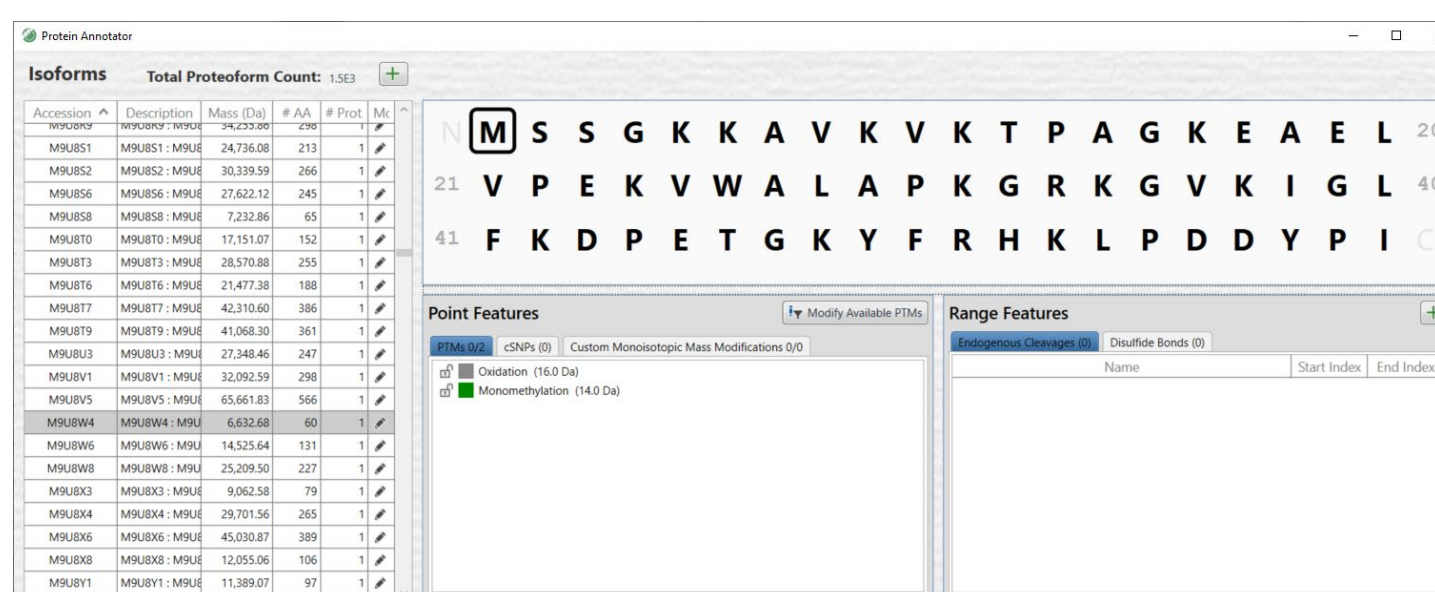 Protein Annotator
Isoforms Total Proteoform Count: 1.5E3 +
Accession Description Mass (Da) # AA # Prot Mc
M9U8K9 M9U8K9 : M9U8 34,253.86 298 1
M9U8S1 M9U8S1 : M9U8 24,736.08 213 1
M9U8S2 M9U8S2 : M9U8 30,339.59 266 1
M9U8S6 M9U8S6 : M9U8 27,622.12 245 1
M9U8S8 M9U8S8 : M9U8 7,232.86 65 1
M9U8T0 M9U8T0 : M9U8 17,151.07 152 1
M9U8T3 M9U8T3 : M9U8 28,570.88 255 1
M9U8T6 M9U8T6 : M9U8 21,477.38 188 1
M9U8T7 M9U8T7 : M9U8 42,310.60 386 1
M9U8T9 M9U8T9 : M9U8 41,068.30 361 1
M9U8U3 M9U8U3 : M9U8 27,348.46 247 1
M9U8V1 M9U8V1 : M9U8 32,092.59 298 1
M9U8V5 M9U8V5 : M9U8 65,661.83 566 1
M9U8W4 M9U8W4 : M9U 6,632.68 60 1
M9U8W6 M9U8W6 : M9U 14,525.64 131 1
M9U8W8 M9U8W8 : M9U 25,209.50 227 1
M9U8X3 M9U8X3 : M9U8 9,062.58 79 1
M9U8X4 M9U8X4 : M9U8 29,701.56 265 1
M9U8X6 M9U8X6 : M9U8 45,030.87 389 1
M9U8X8 M9U8X8 : M9U8 12,055.06 106 1
M9U8Y1 M9U8Y1 : M9U8 11,389.07 97 1
N M S S G K K A V K V K T P A G K E A E L 20
21 V P E K V W A L A P K G R K G V K I G L 40
41 F K D P E T G K Y F R H K L P D D Y P I C
Point Features Modify Available PTMs
PTMs 0/2 cSNPs (0) Custom Monoisotopic Mass Modifications 0/0
Oxidation (16.0 Da)
Monomethylation (14.0 Da)
Range Features +
Endogenous Cleavages (0) Disulfide Bonds (0)
Name Start Index End Index